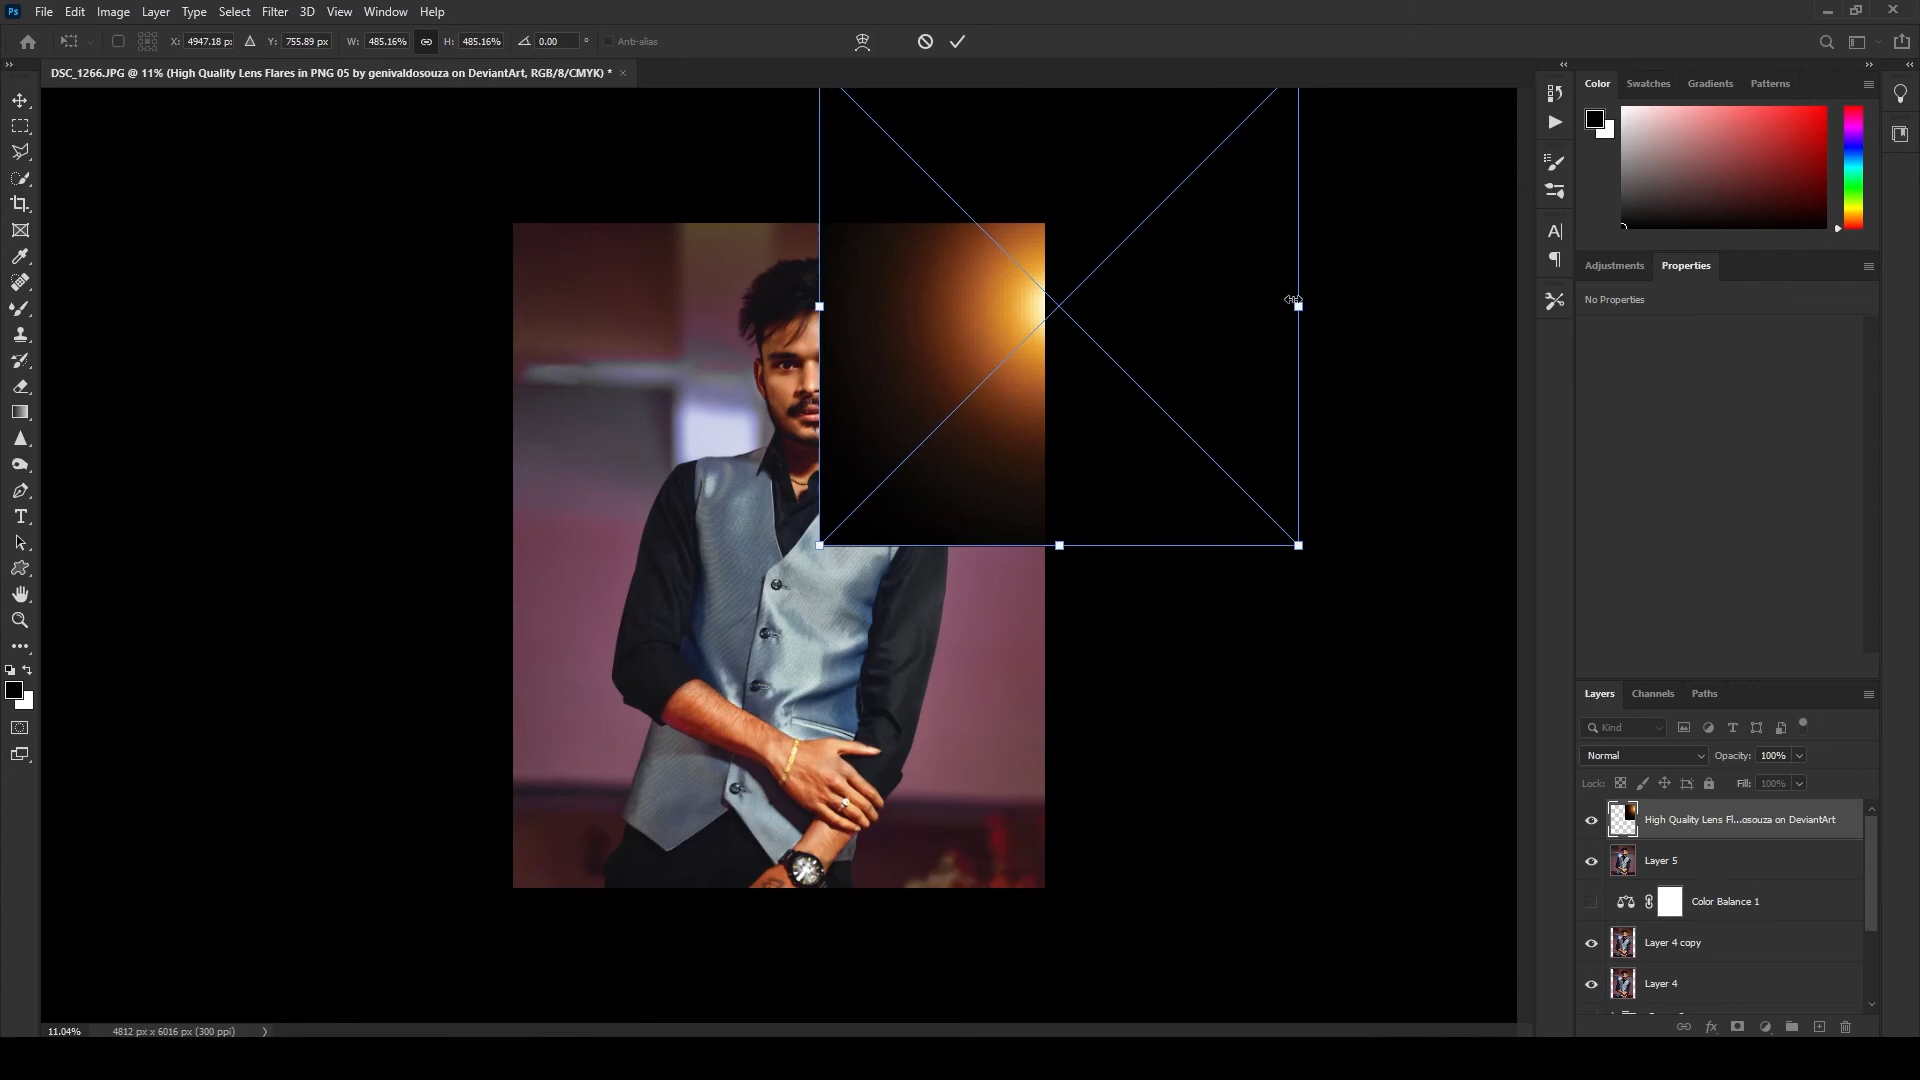 Ps File Edit Image Layer Type Select Filter 3D View Window Help
X: 4947.18 p Y: 755.89 px W: 485.16% H: 485.16% 0.00 ° Anti-alias
DSC_1266.JPG @ 11% (High Quality Lens Flares in PNG 05 by genivaldosouza on DeviantArt, RGB/8/CMYK) * ×
Color Swatches Gradients Patterns
Adjustments Properties
No Properties
Layers Channels Paths
Kind
Normal Opacity: 100%
Lock: Fill: 100%
High Quality Lens Fl...osouza on DeviantArt
Layer 5
Color Balance 1
Layer 4 copy
Layer 4
11.04% 4812 px x 6016 px (300 ppi)